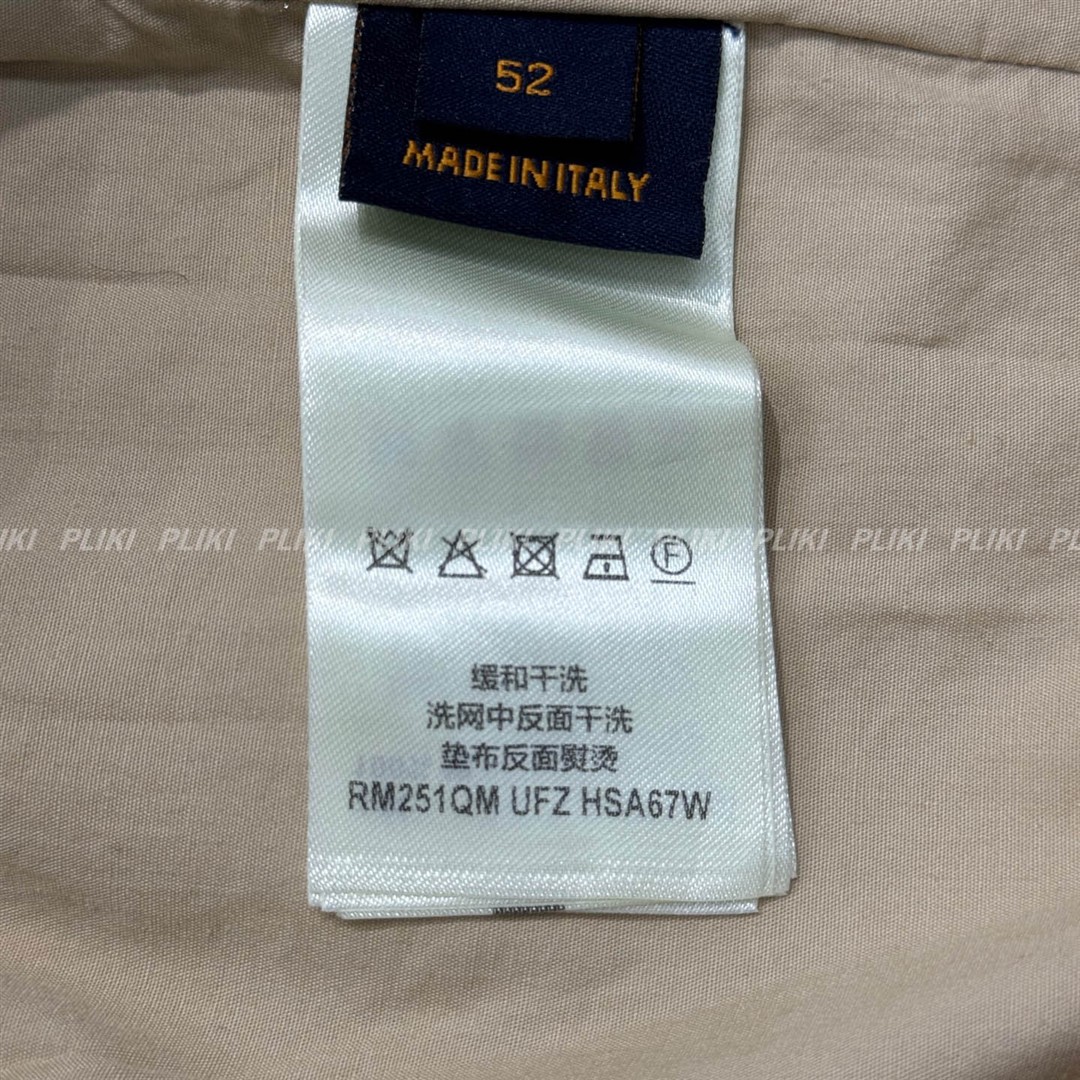 52
MADE IN ITALY
PLIKI PLIKI PLIKI PLIKI PLIKI PLIKI PLIKI PLIKI PLIKI PLIKI
F
缓和干洗
洗网中反面干洗
垫布反面熨烫
RM251QM UFZ HSA67W